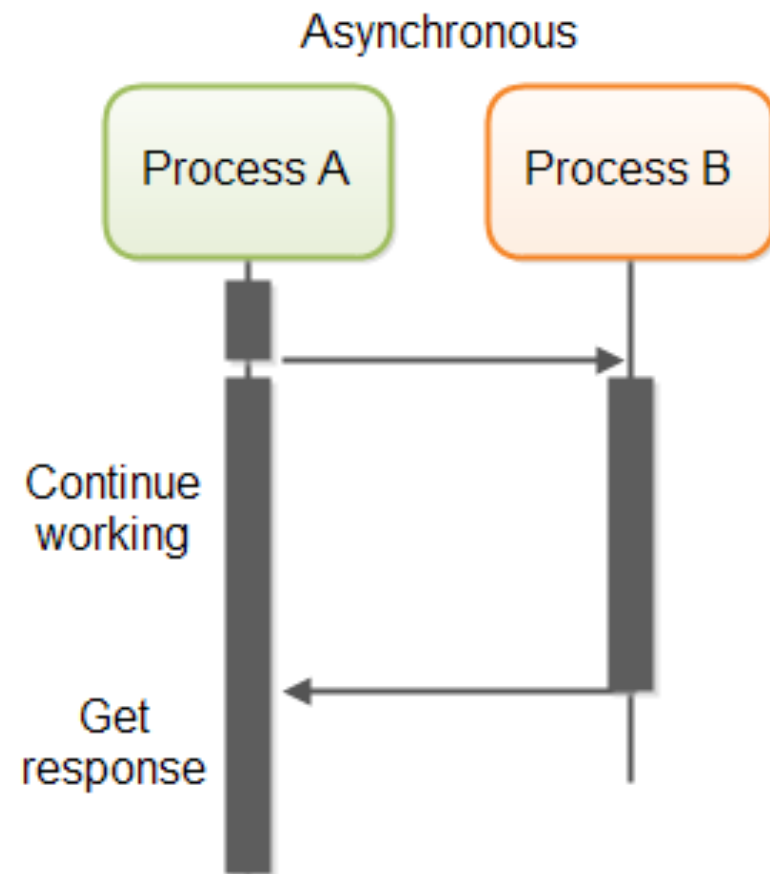 Asynchronous
Process A
Process B
Continue
working
Get
response